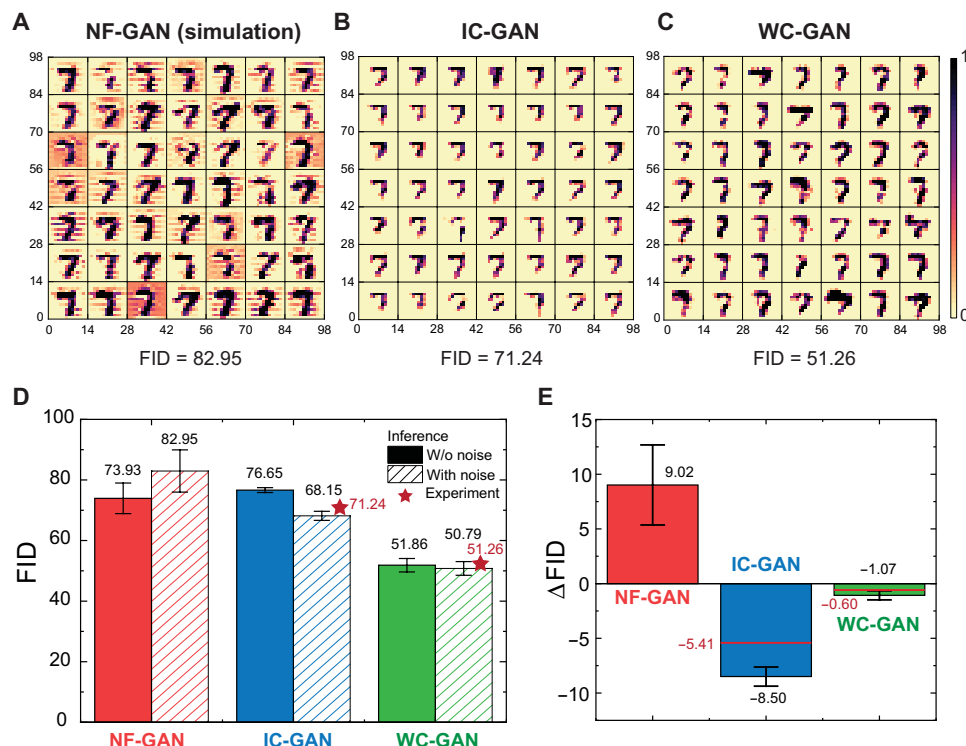 A
NF-GAN (simulation)
98
84
70
56
42
28
14
0
0 14 28 42 56 70 84 98
FID = 82.95
B
IC-GAN
98
84
70
56
42
28
14
0
14 28 42 56 70 84 98
FID = 71.24
C
WC-GAN
98
84
70
56
42
28
14
0
14 28 42 56 70 84 98
1
0
FID = 51.26
D
100
80
60
40
20
0
FID
73.93
82.95
76.65
68.15
71.24
51.86
50.79
51.26
Inference
W/o noise
With noise
Experiment
NF-GAN
IC-GAN
WC-GAN
E
15
10
5
0
−5
−10
ΔFID
9.02
NF-GAN
IC-GAN
−5.41
−8.50
−1.07
−0.60
WC-GAN